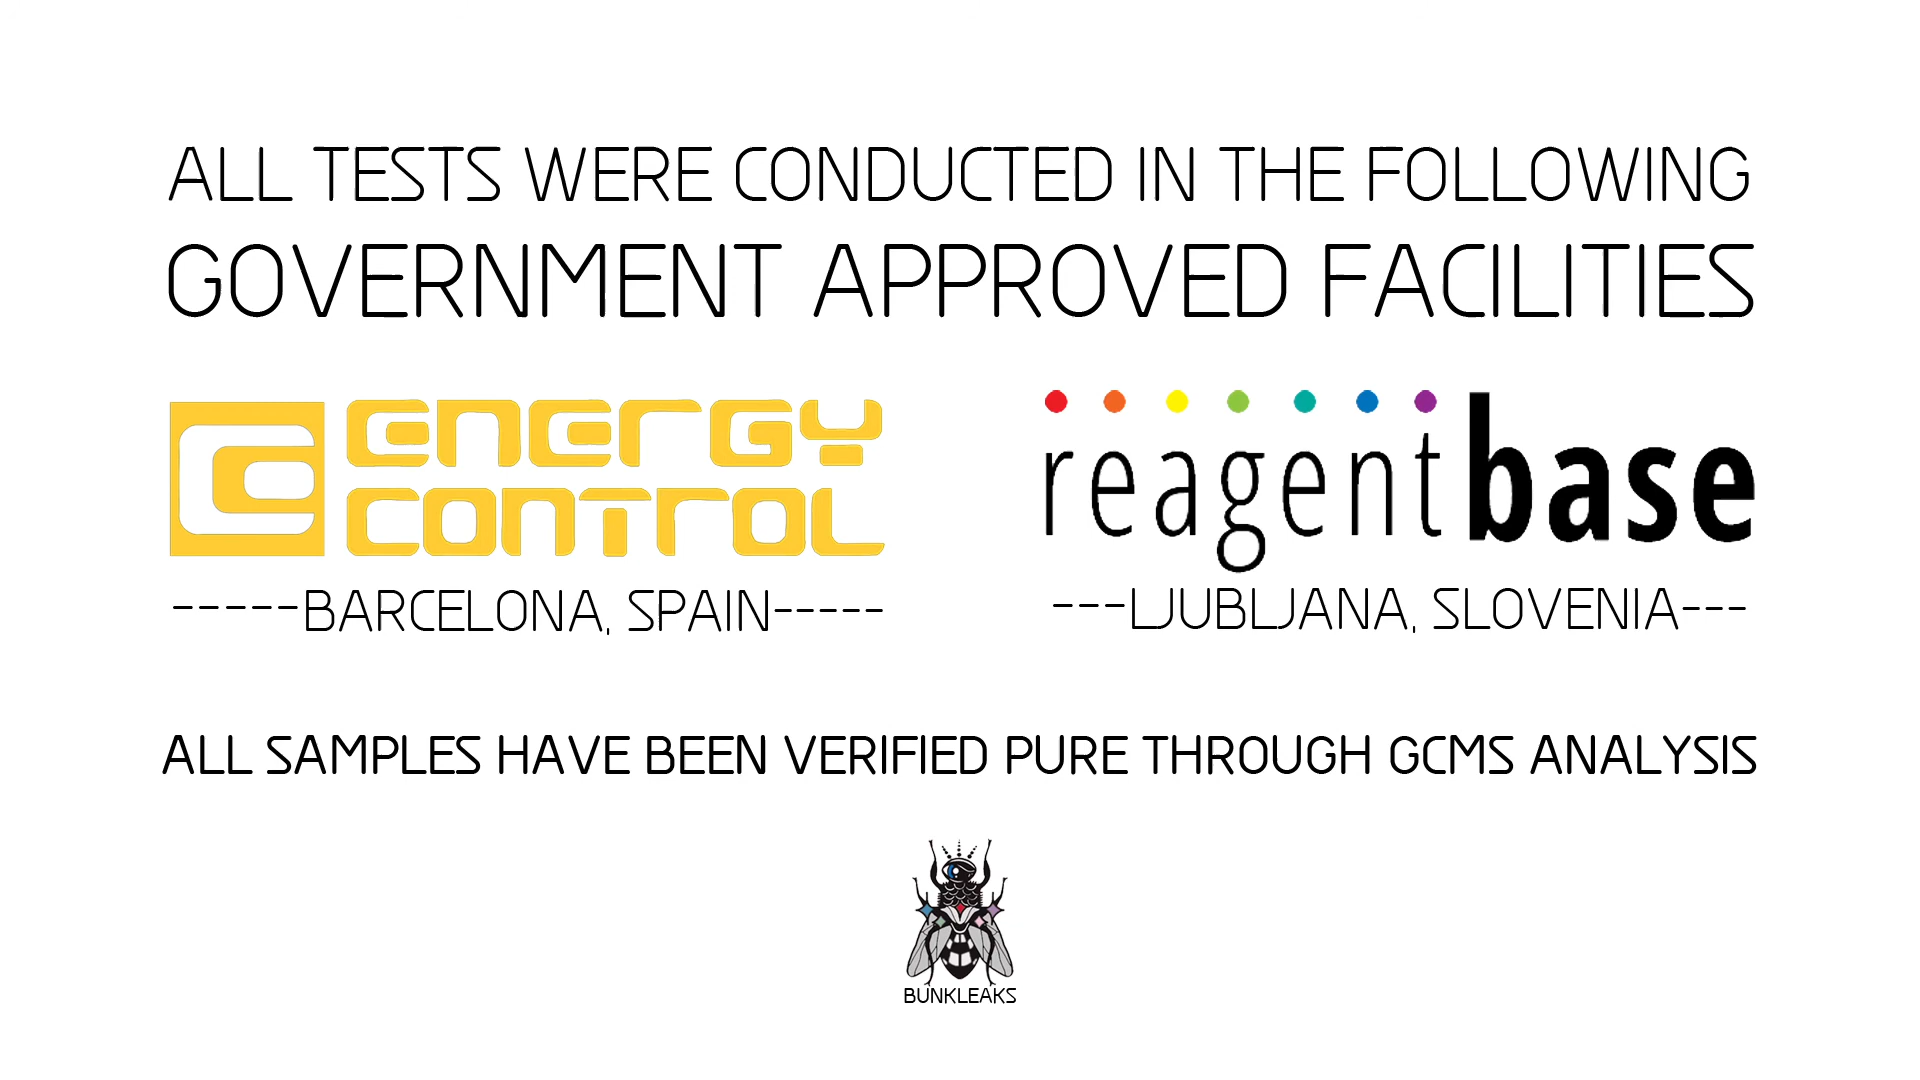 ALL TESTS WERE CONDUCTED IN THE FOLLOWING
GOVERNMENT APPROVED FACILITIES
energy
control
-----BARCELONA, SPAIN-----
reagentbase
---LJUBLJANA, SLOVENIA---
ALL SAMPLES HAVE BEEN VERIFIED PURE THROUGH GCMS ANALYSIS
BUNKLEAKS